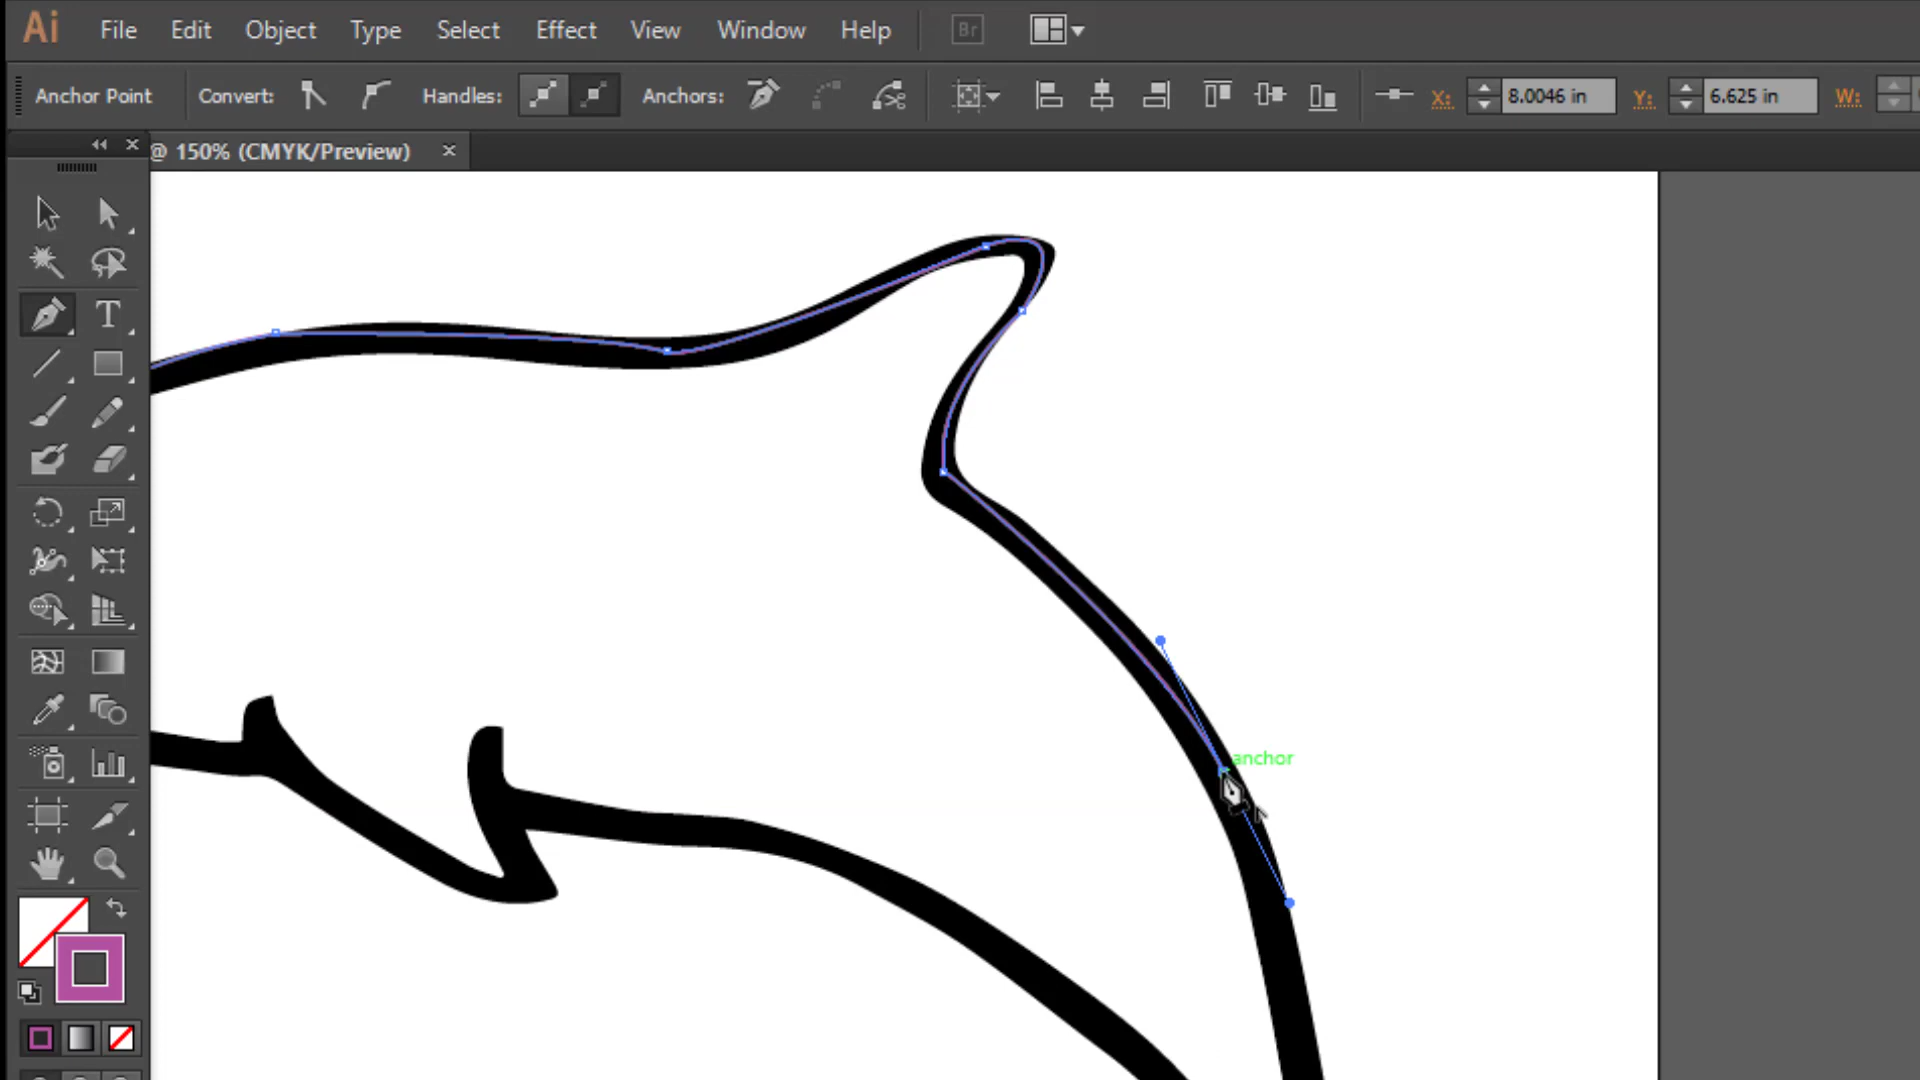 Ai File Edit Object Type Select Effect View Window Help Br
Anchor Point Convert: Handles: Anchors: X: 8.0046 in Y: 6.625 in W:
@ 150% (CMYK/Preview)
T
anchor